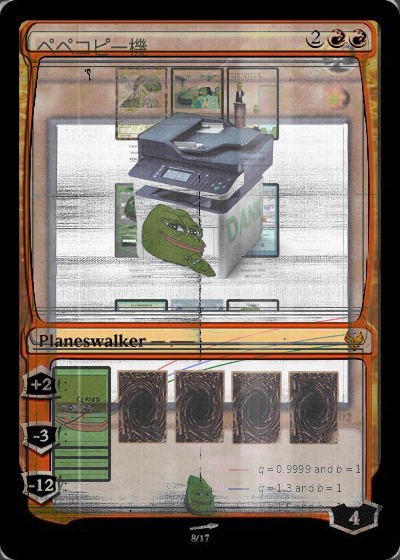 ペペコピー機 2
DANK
Planeswalker — –
+2
-3
-12
q = 0.9999 and b = 1
q = 1.3 and b = 1
4
8/17